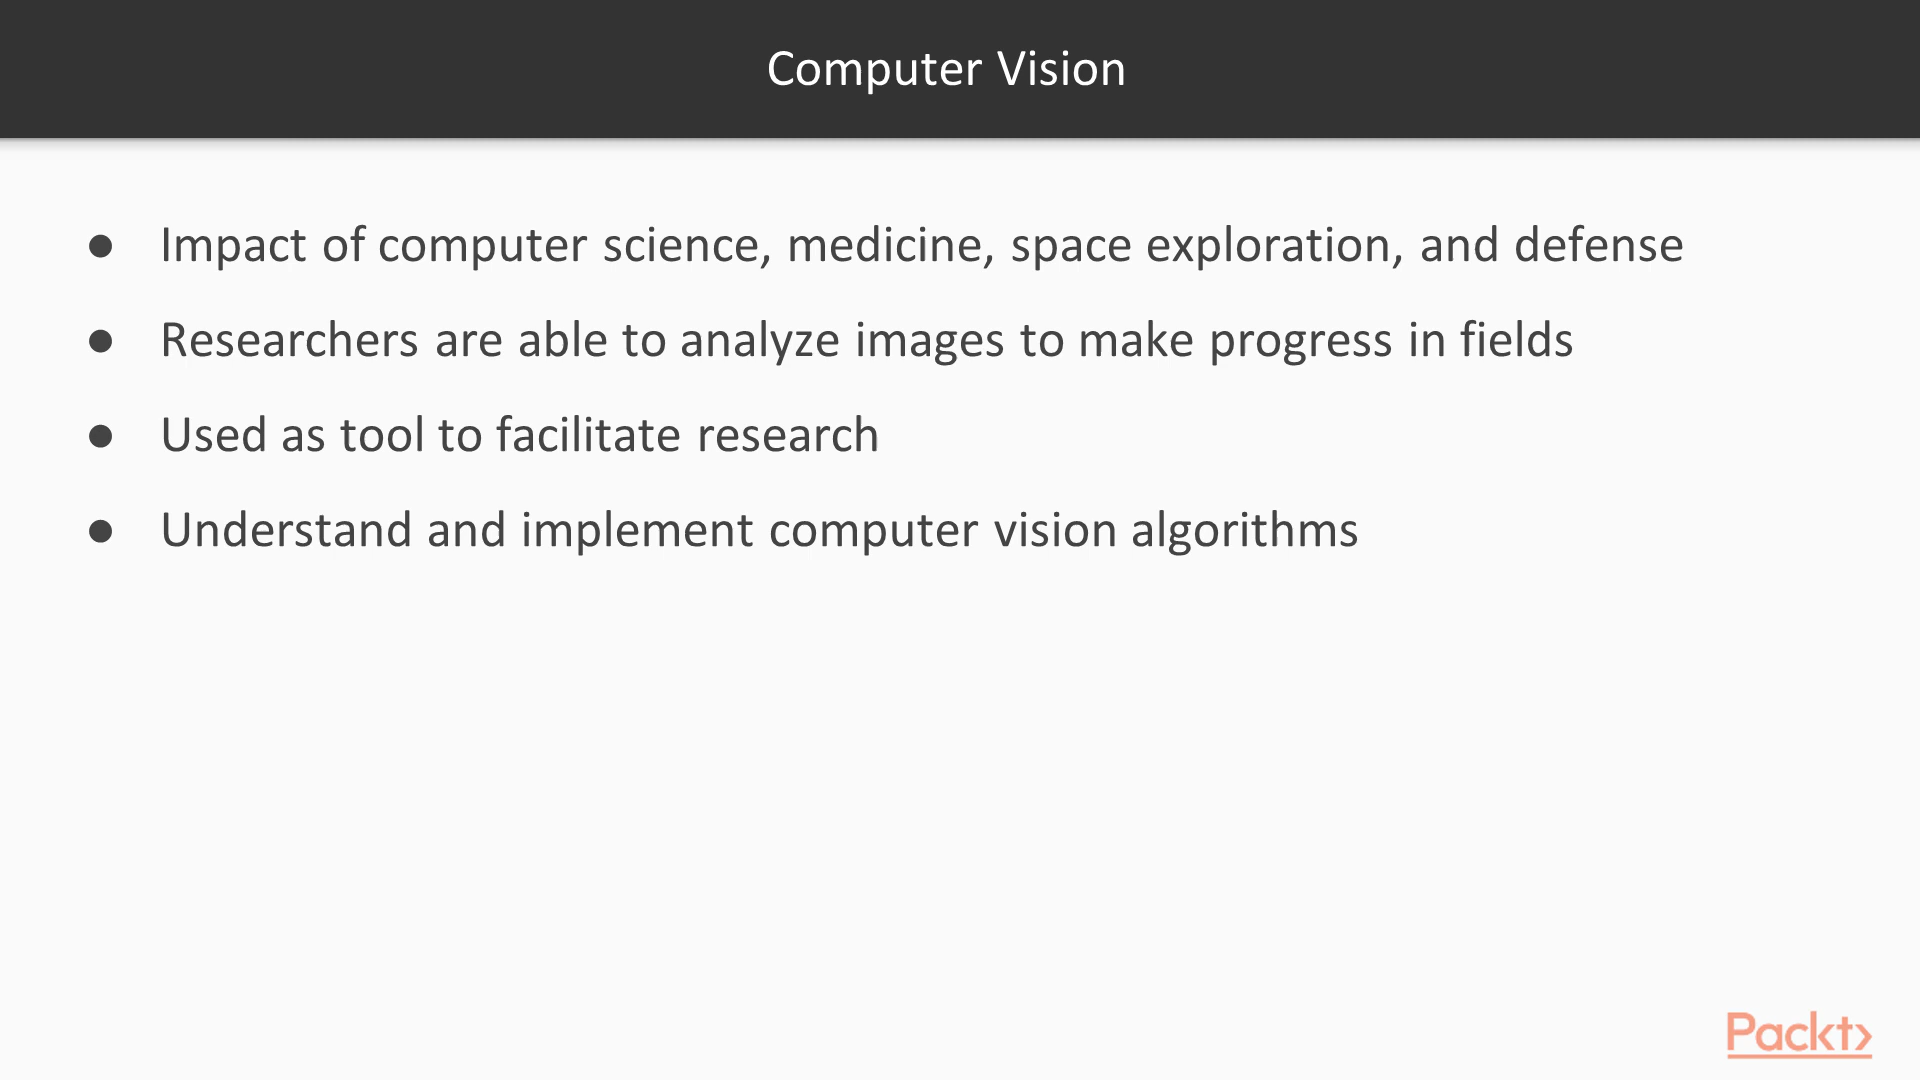 Computer Vision
● Impact of computer science, medicine, space exploration, and defense
● Researchers are able to analyze images to make progress in fields
● Used as tool to facilitate research
● Understand and implement computer vision algorithms
Packt>